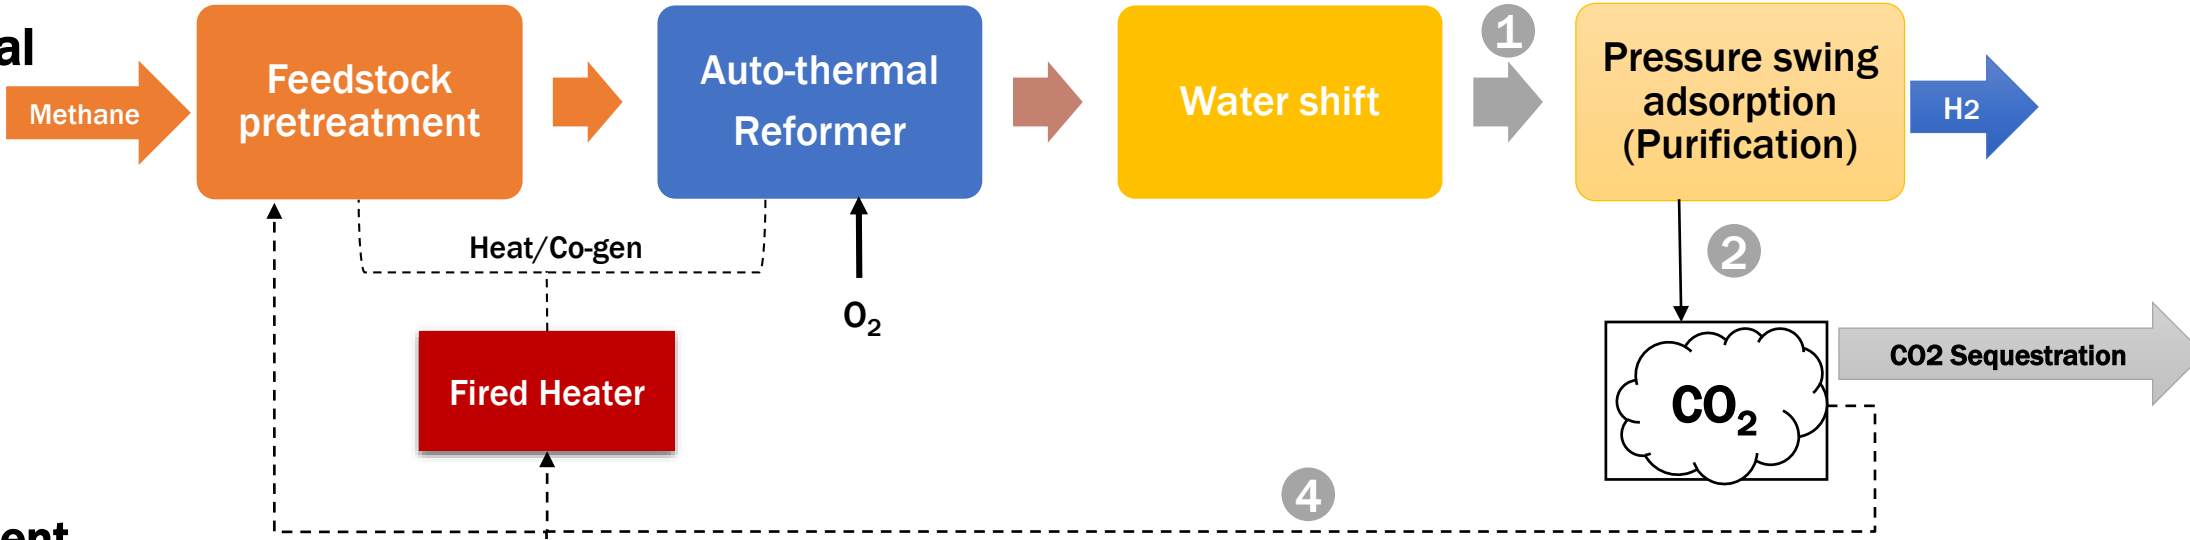 al
Methane
Feedstock
pretreatment
Auto-thermal
Reformer
Water shift
1
Pressure swing
adsorption
(Purification)
H2
Heat/Co-gen
O₂
2
Fired Heater
CO₂
CO2 Sequestration
4
ent